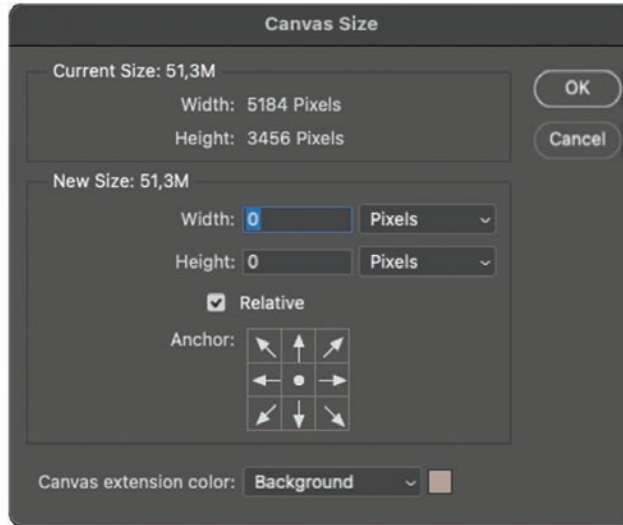 Canvas Size
Current Size: 51,3M
Width: 5184 Pixels
Height: 3456 Pixels
OK
Cancel
New Size: 51,3M
Width: 0 Pixels
Height: 0 Pixels
Relative
Anchor:
Canvas extension color: Background